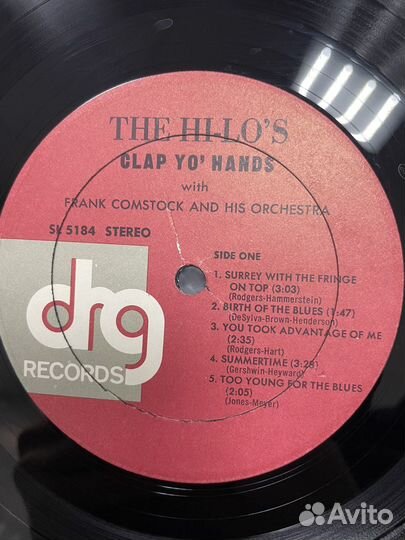 THE HI-LO'S
CLAP YO' HANDS
with
FRANK COMSTOCK AND HIS ORCHESTRA
SL 5184 STEREO
SIDE ONE
1. SURREY WITH THE FRINGE
ON TOP (3:03)
(Rodgers-Hammerstein)
2. BIRTH OF THE BLUES (1:47)
(DeSylva-Brown-Henderson)
3. YOU TOOK ADVANTAGE OF ME
(2:35)
(Rodgers-Hart)
4. SUMMERTIME (3:29)
(Gershwin-Heyward)
5. TOO YOUNG FOR THE BLUES
(2:05)
(Jones-Meyer)
drg
RECORDS
Avito